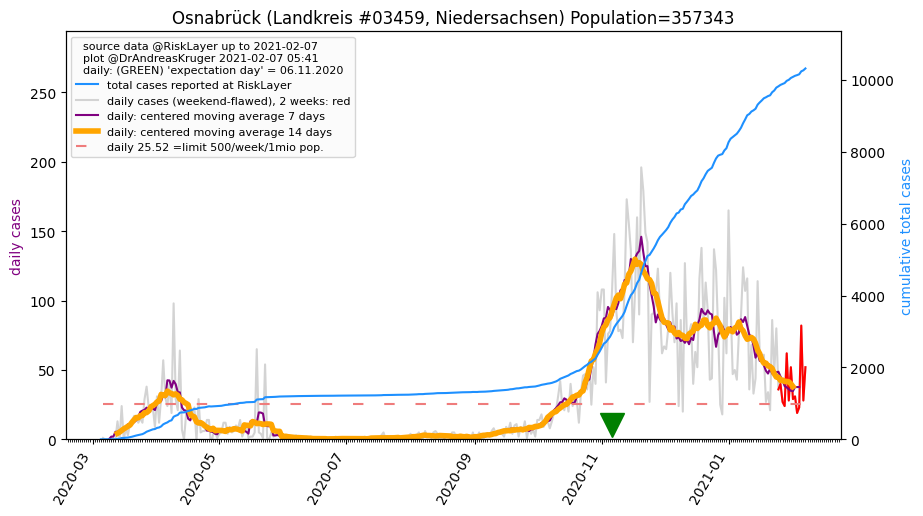 Osnabrück (Landkreis #03459, Niedersachsen) Population=357343
source data @RiskLayer up to 2021-02-07
plot @DrAndreasKruger 2021-02-07 05:41
daily: (GREEN) 'expectation day' = 06.11.2020
total cases reported at RiskLayer
daily cases (weekend-flawed), 2 weeks: red
daily: centered moving average 7 days
daily: centered moving average 14 days
daily 25.52 =limit 500/week/1mio pop.
daily cases
250
200
150
100
50
0
10000
8000
6000
4000
2000
0
cumulative total cases
2020-03
2020-05
2020-07
2020-09
2020-11
2021-01